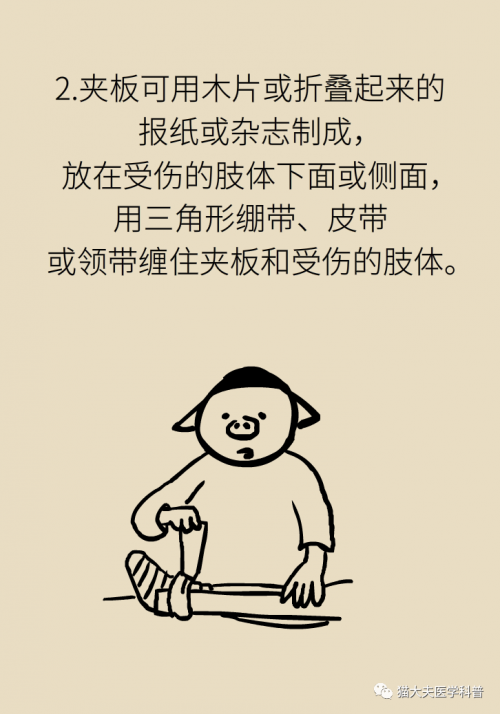 2.夹板可用木片或折叠起来的
报纸或杂志制成，
放在受伤的肢体下面或侧面，
用三角形绷带、皮带
或领带缠住夹板和受伤的肢体。
猫大夫医学科普